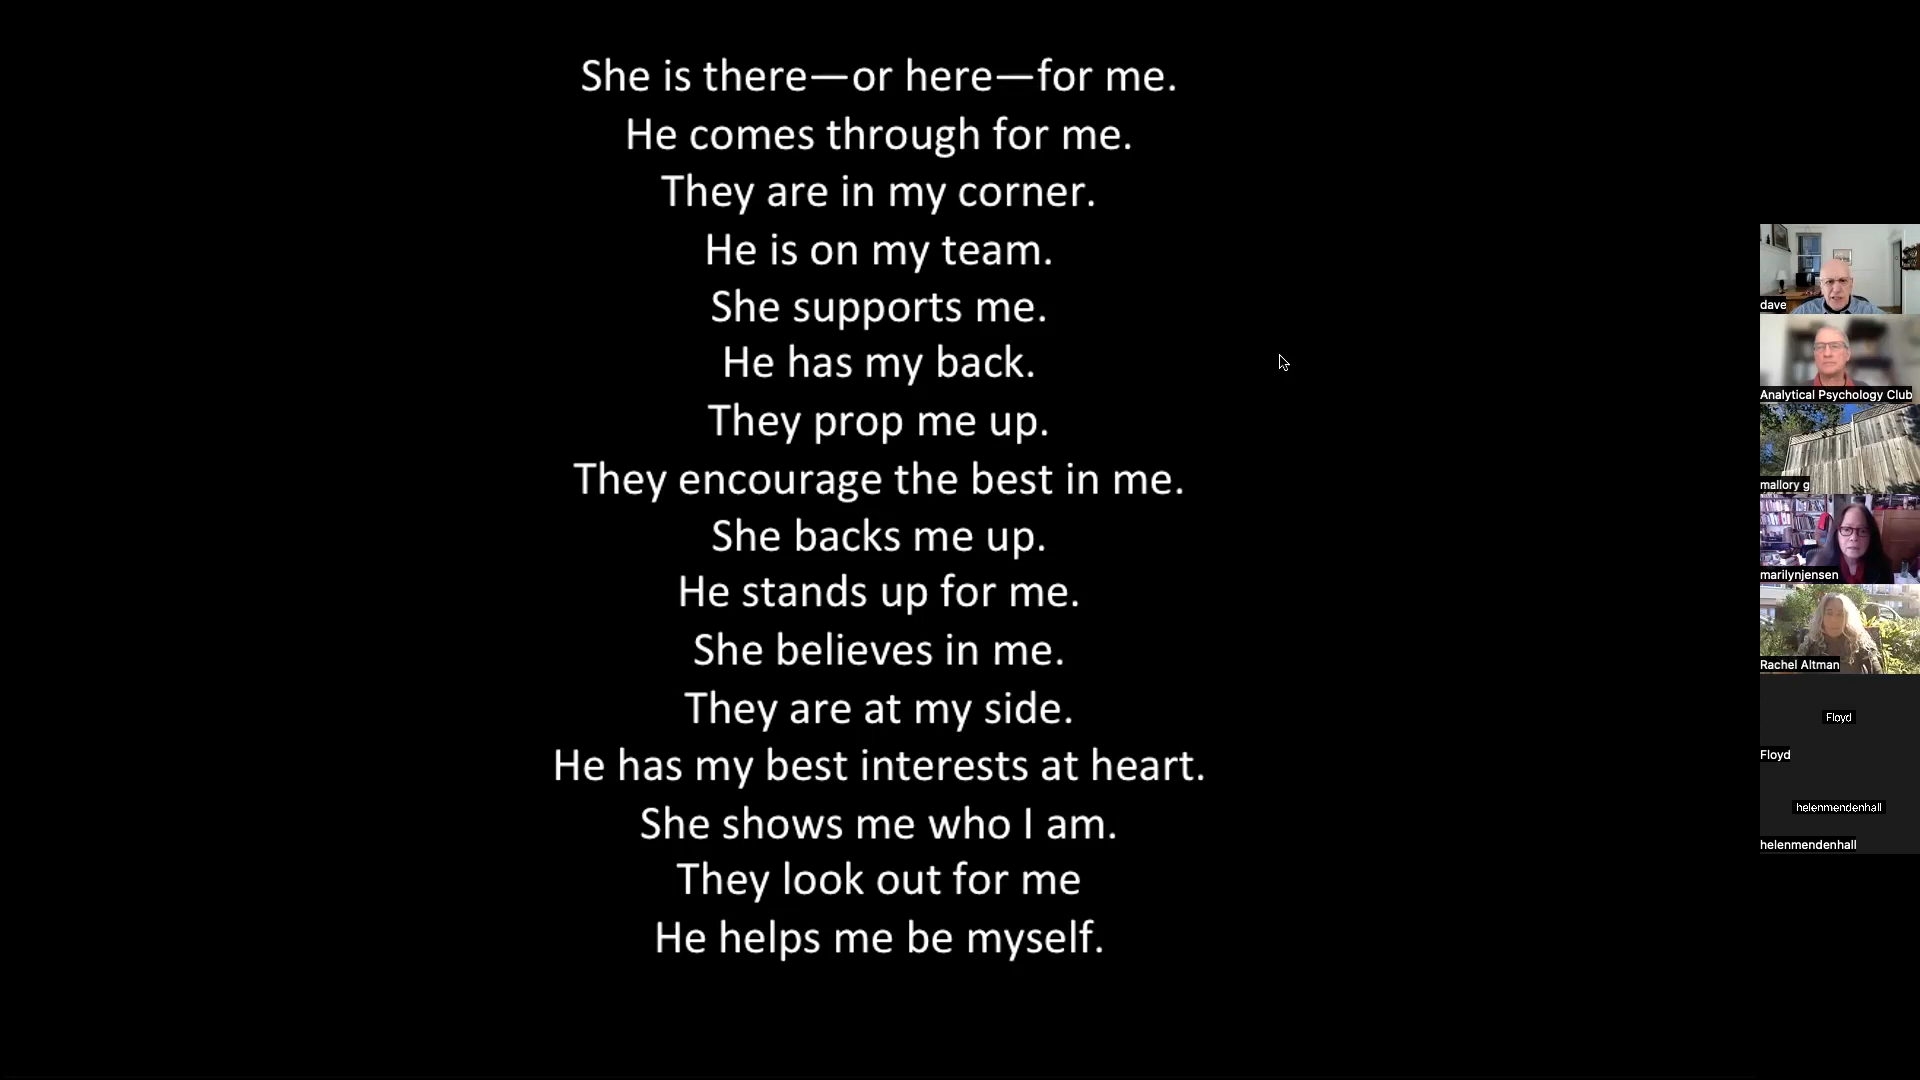 She is there—or here—for me.
He comes through for me.
They are in my corner.
He is on my team.
She supports me.
He has my back.
They prop me up.
They encourage the best in me.
She backs me up.
He stands up for me.
She believes in me.
They are at my side.
He has my best interests at heart.
She shows me who I am.
They look out for me
He helps me be myself.
dave
Analytical Psychology Club
mallory g
marilynjensen
Rachel Altman
Floyd
Floyd
helenmendenhall
helenmendenhall